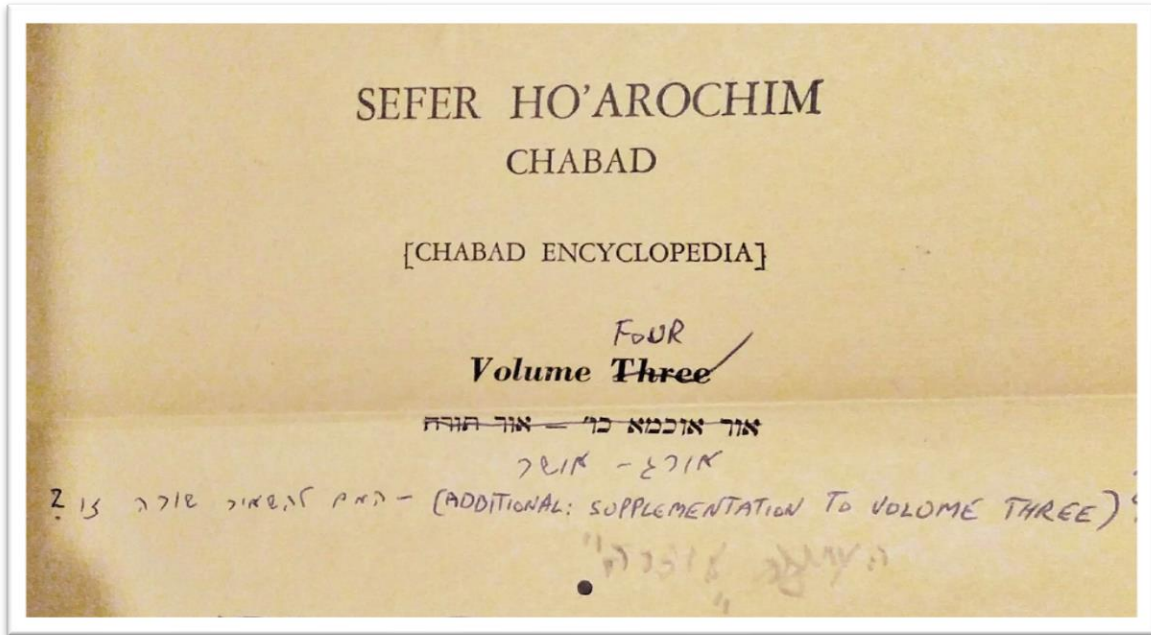 SEFER HO'AROCHIM
CHABAD
[CHABAD ENCYCLOPEDIA]
FOUR
Volume Three
אור אוכמא כו' — אור תורה
אורג - אושר
(ADDITIONAL: SUPPLEMENTATION TO VOLUME THREE) - האם להשאיר שורה זו ?